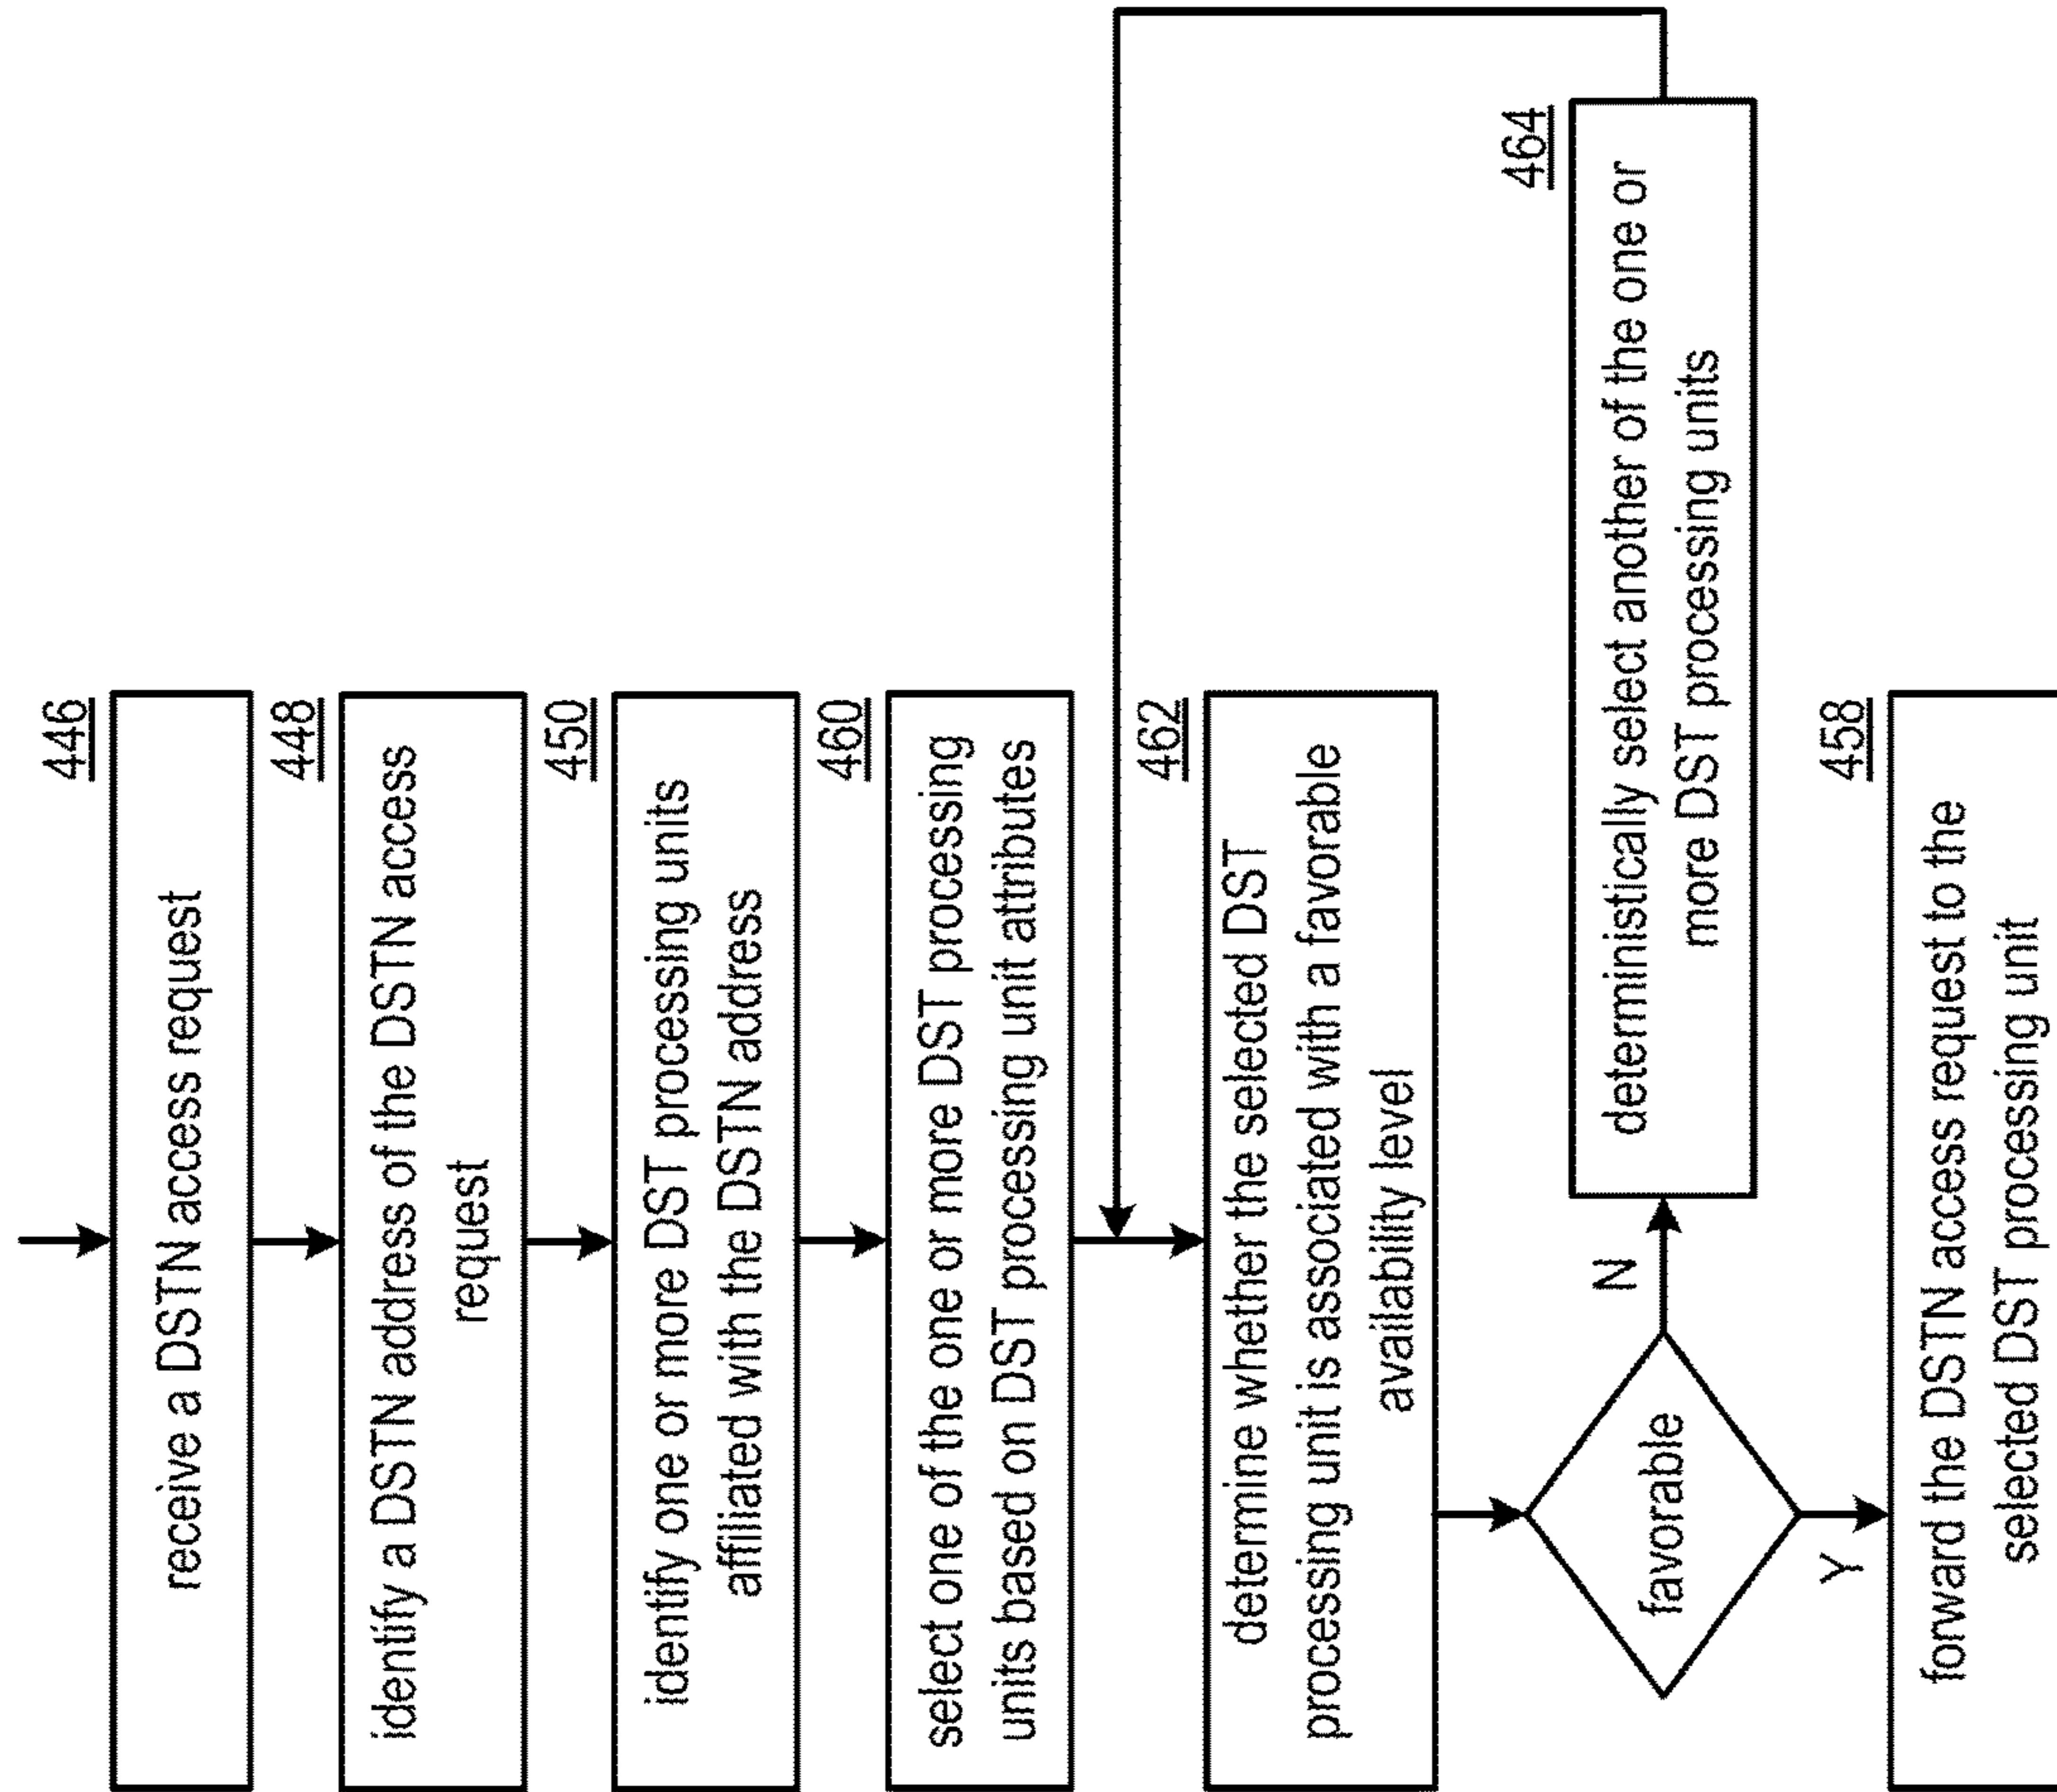 446
receive a DSTN access request
448
identify a DSTN address of the DSTN access
request
450
identify one or more DST processing units
affiliated with the DSTN address
460
select one of the one or more DST processing
units based on DST processing unit attributes
462
determine whether the selected DST
processing unit is associated with a favorable
availability level
favorable
N
464
deterministically select another of the one or
more DST processing units
Y
458
forward the DSTN access request to the
selected DST processing unit